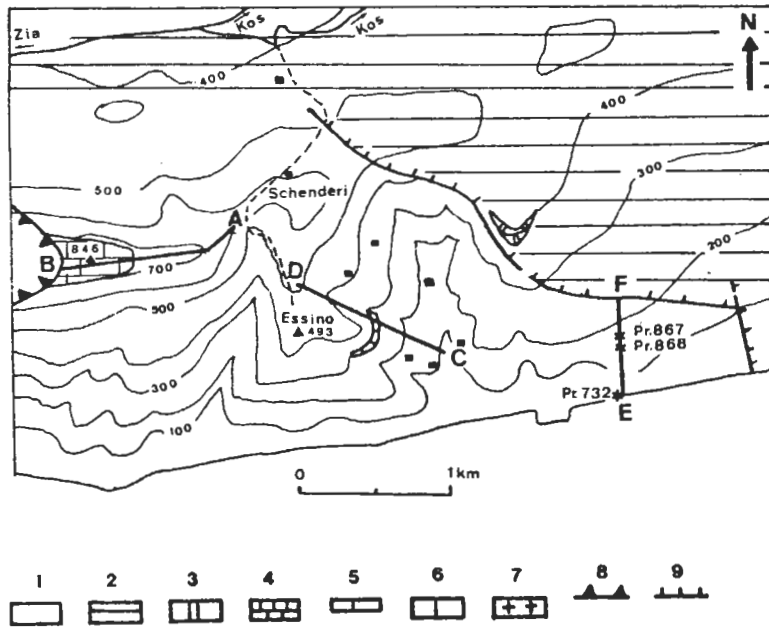 Zia
Kos
Kos
N
400
400
500
300
Schenderi
200
A
846
B
700
D
F
500
Essino
493
Pr.867
Pr.868
C
300
Pt 732
E
100
0 1km
1 2 3 4 5 6 7 8 9